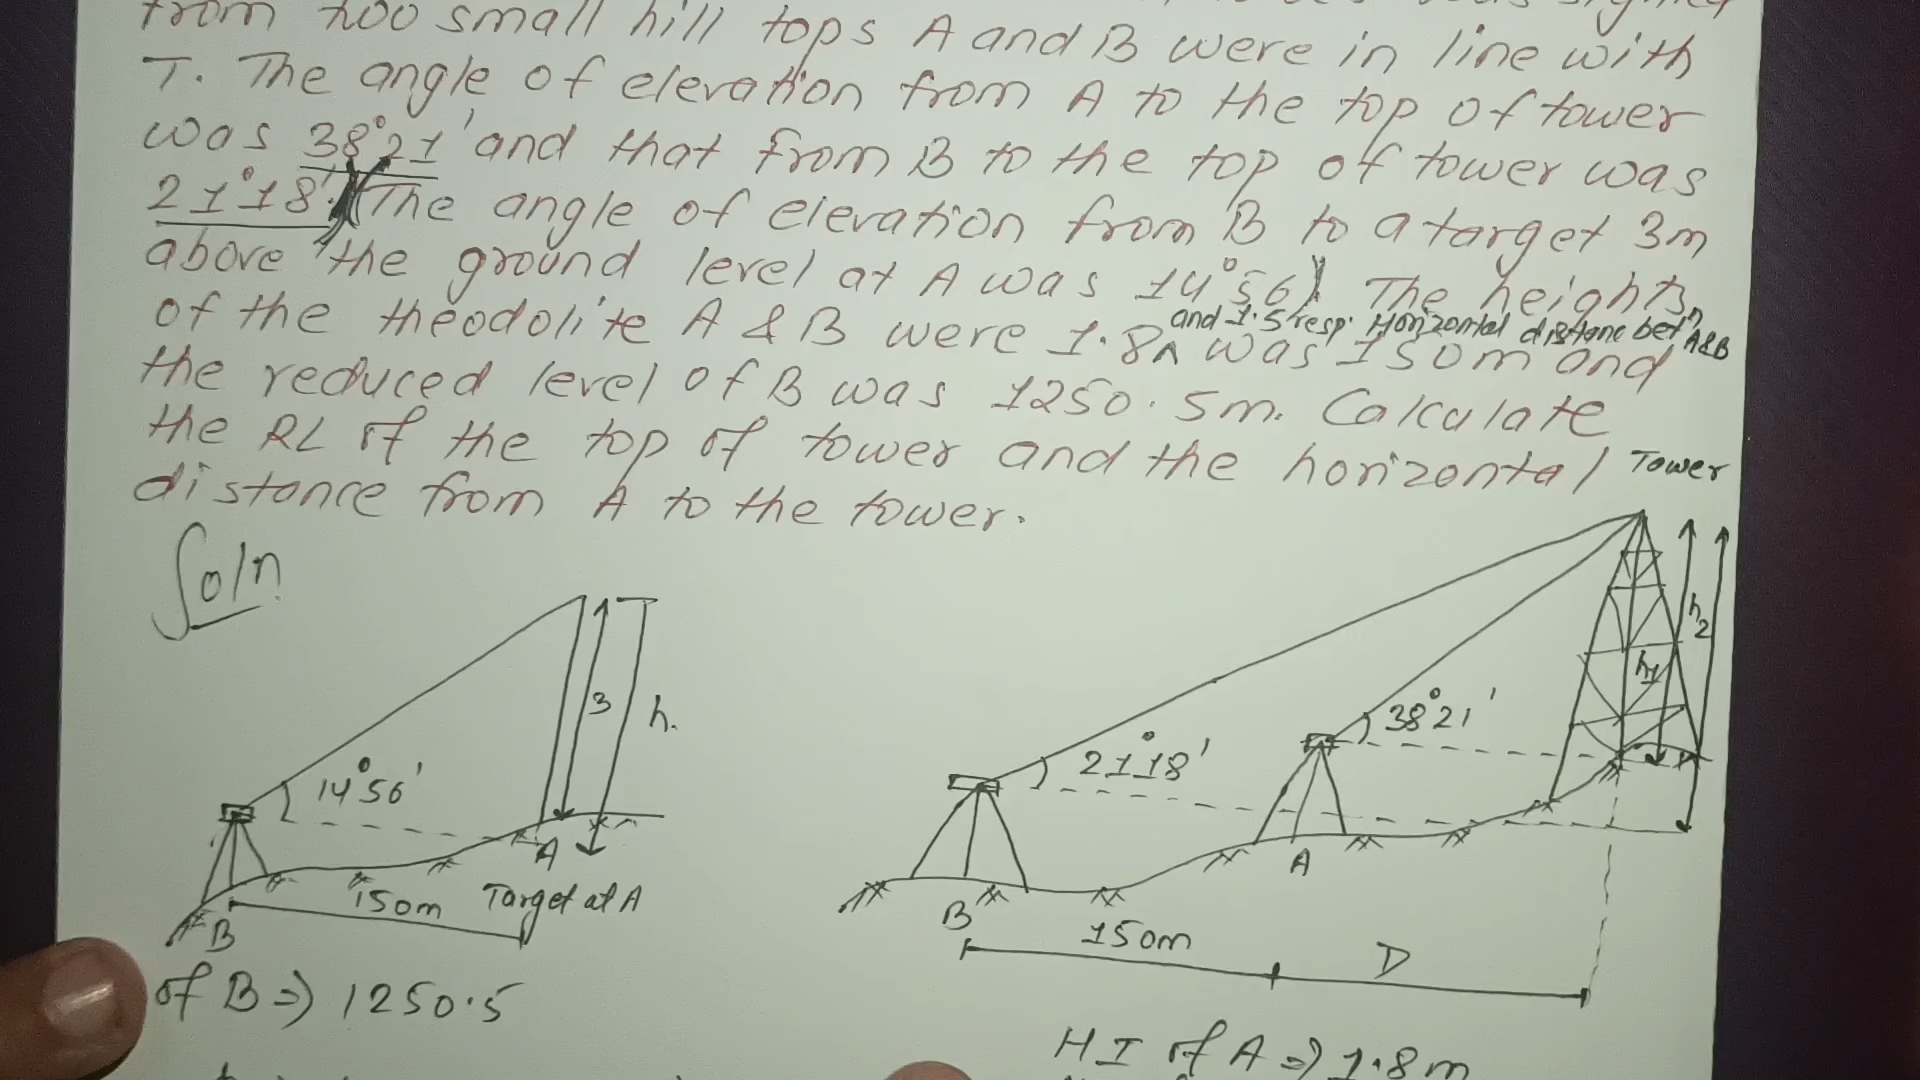 from two small hill tops A and B were in line with
T. The angle of elevation from A to the top of tower
was 38°21' and that from B to the top of tower was
21°18'. (The angle of elevation from B to a target 3m
above the ground level at A was 14°56') The heights
of the theodolite A & B were 1.8 ^ was 150m and
and 1.5 resp. Horizontal distane betn A&B
the reduced level of B was 1250.5m. Calculate
the RL of the top of tower and the horizontal
distance from A to the tower.
Tower
Soln
3
h.
14°56'
A
150m
Target at A
B
h2
h1
38°21'
21°18'
A
B
150m
D
of B => 1250.5
HI of A => 1.8m